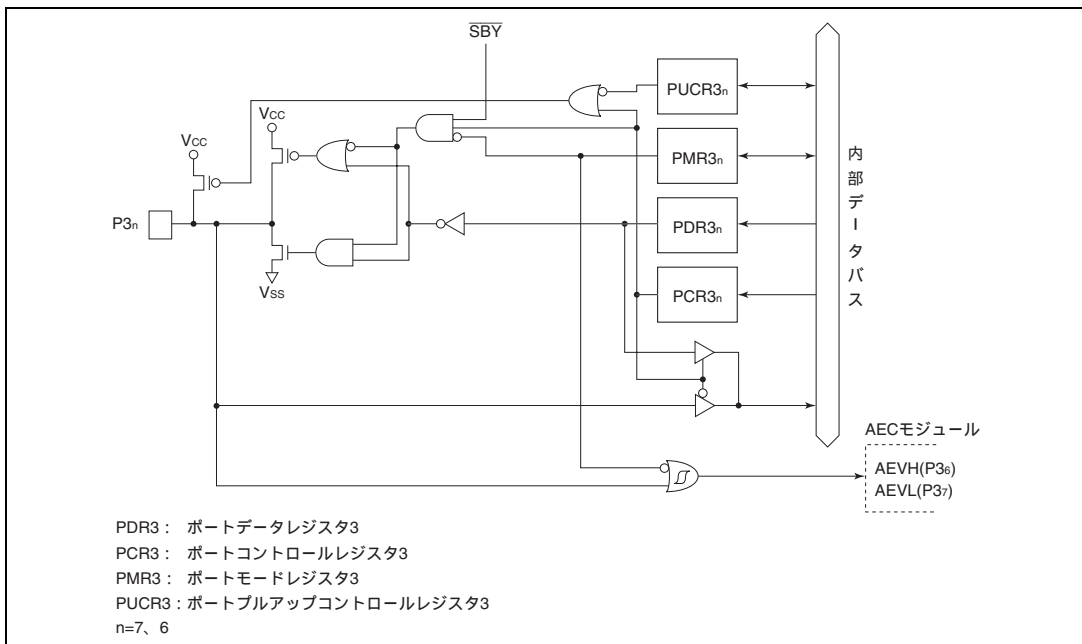 SBY
PUCR3n
VCC
VCC
PMR3n
P3n
PDR3n
VSS
PCR3n
内部データバス
AECモジュール
AEVH(P36)
AEVL(P37)
PDR3: ポートデータレジスタ3
PCR3: ポートコントロールレジスタ3
PMR3: ポートモードレジスタ3
PUCR3:ポートプルアップコントロールレジスタ3
n=7、6